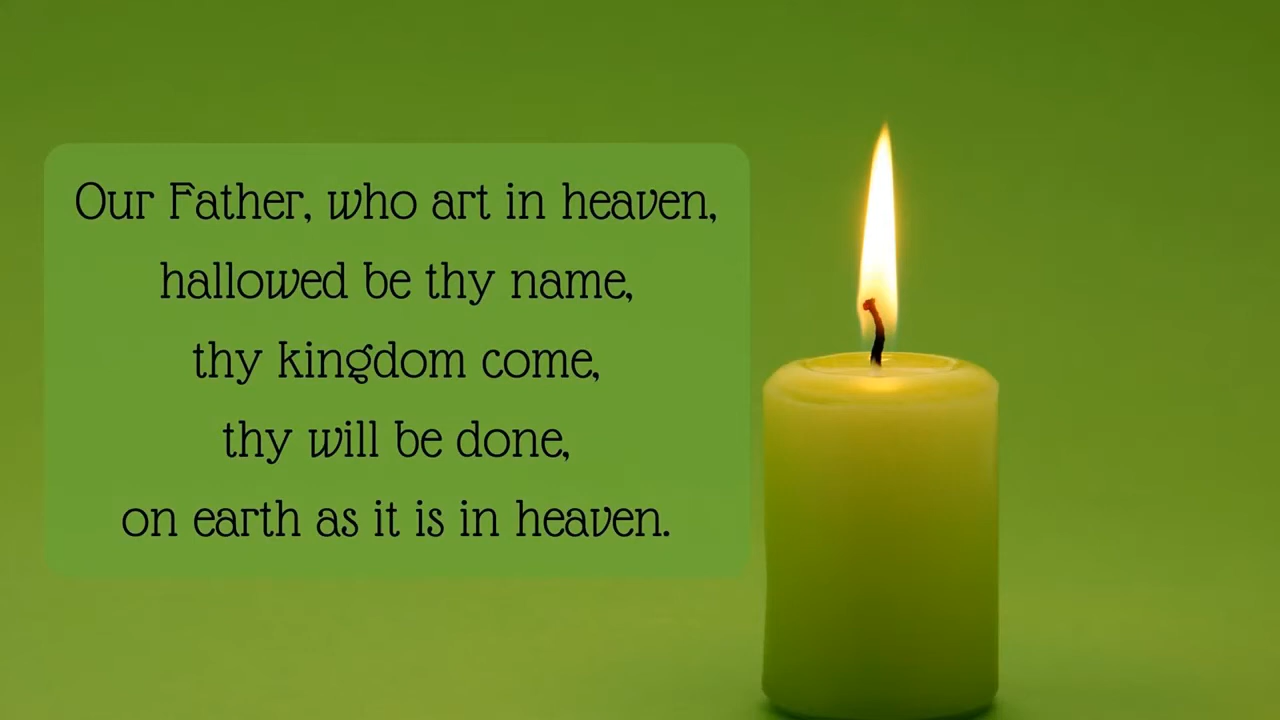 Our Father, who art in heaven,
hallowed be thy name,
thy kingdom come,
thy will be done,
on earth as it is in heaven.